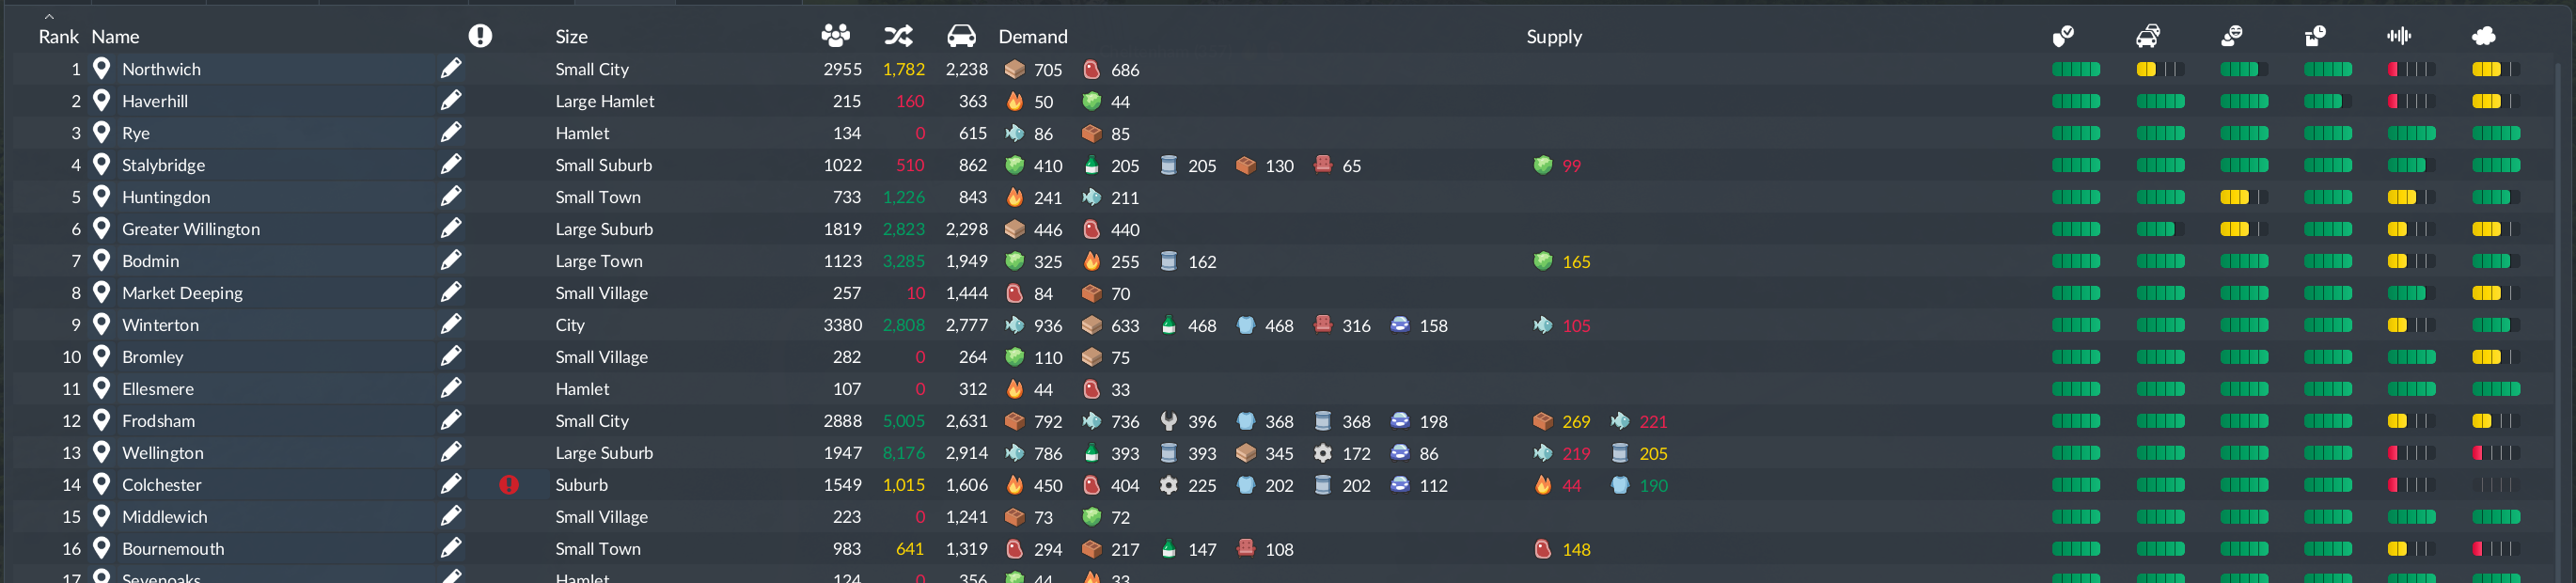 Rank Name Size Demand Supply
1 Northwich Small City 2955 1,782 2,238 705 686
2 Haverhill Large Hamlet 215 160 363 50 44
3 Rye Hamlet 134 0 615 86 85
4 Stalybridge Small Suburb 1022 510 862 410 205 205 130 65 99
5 Huntingdon Small Town 733 1,226 843 241 211
6 Greater Willington Large Suburb 1819 2,823 2,298 446 440
7 Bodmin Large Town 1123 3,285 1,949 325 255 162 165
8 Market Deeping Small Village 257 10 1,444 84 70
9 Winterton City 3380 2,808 2,777 936 633 468 468 316 158 105
10 Bromley Small Village 282 0 264 110 75
11 Ellesmere Hamlet 107 0 312 44 33
12 Frodsham Small City 2888 5,005 2,631 792 736 396 368 368 198 269 221
13 Wellington Large Suburb 1947 8,176 2,914 786 393 393 345 172 86 219 205
14 Colchester Suburb 1549 1,015 1,606 450 404 225 202 202 112 44 190
15 Middlewich Small Village 223 0 1,241 73 72
16 Bournemouth Small Town 983 641 1,319 294 217 147 108 148
17 Sevenoaks Hamlet 124 0 356 44 33